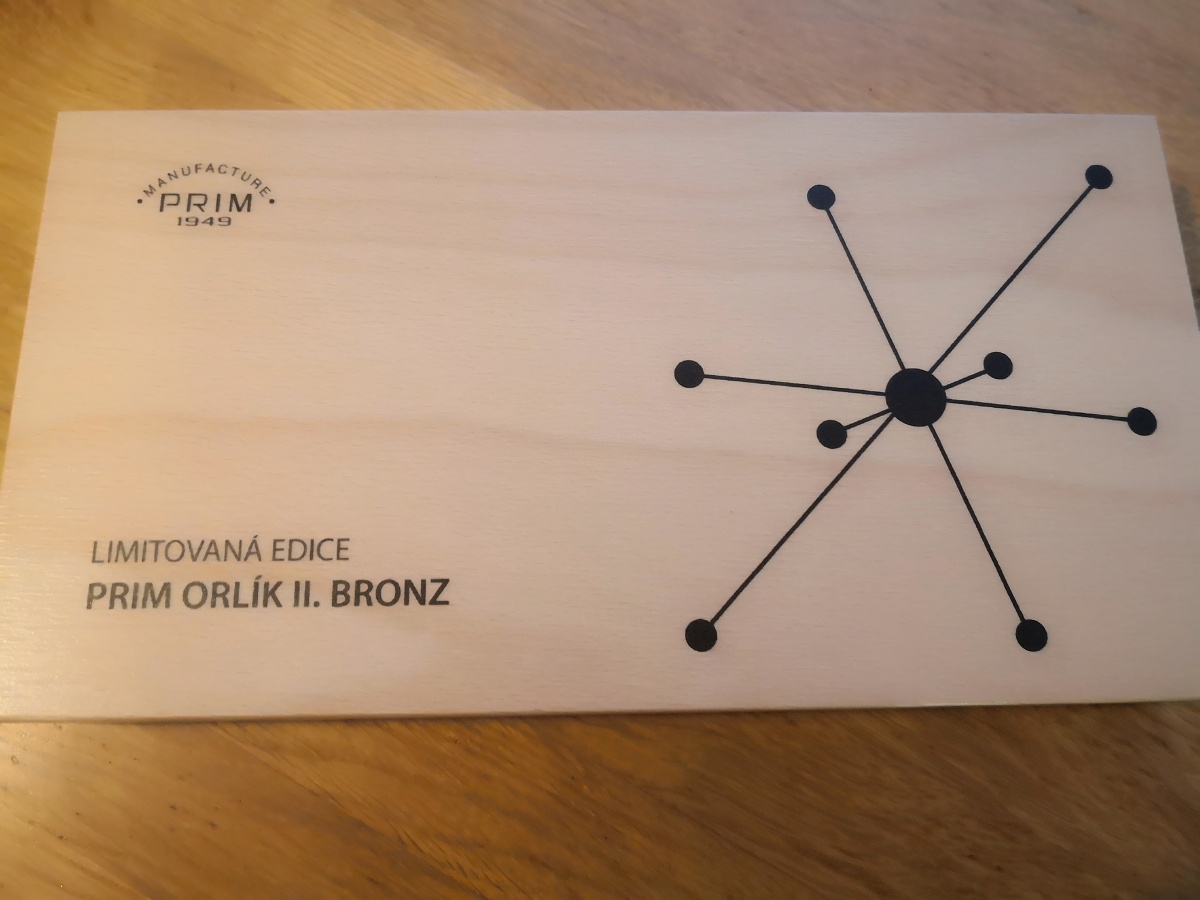 MANUFACTURE
PRIM
1949
LIMITOVANÁ EDICE
PRIM ORLÍK II. BRONZ